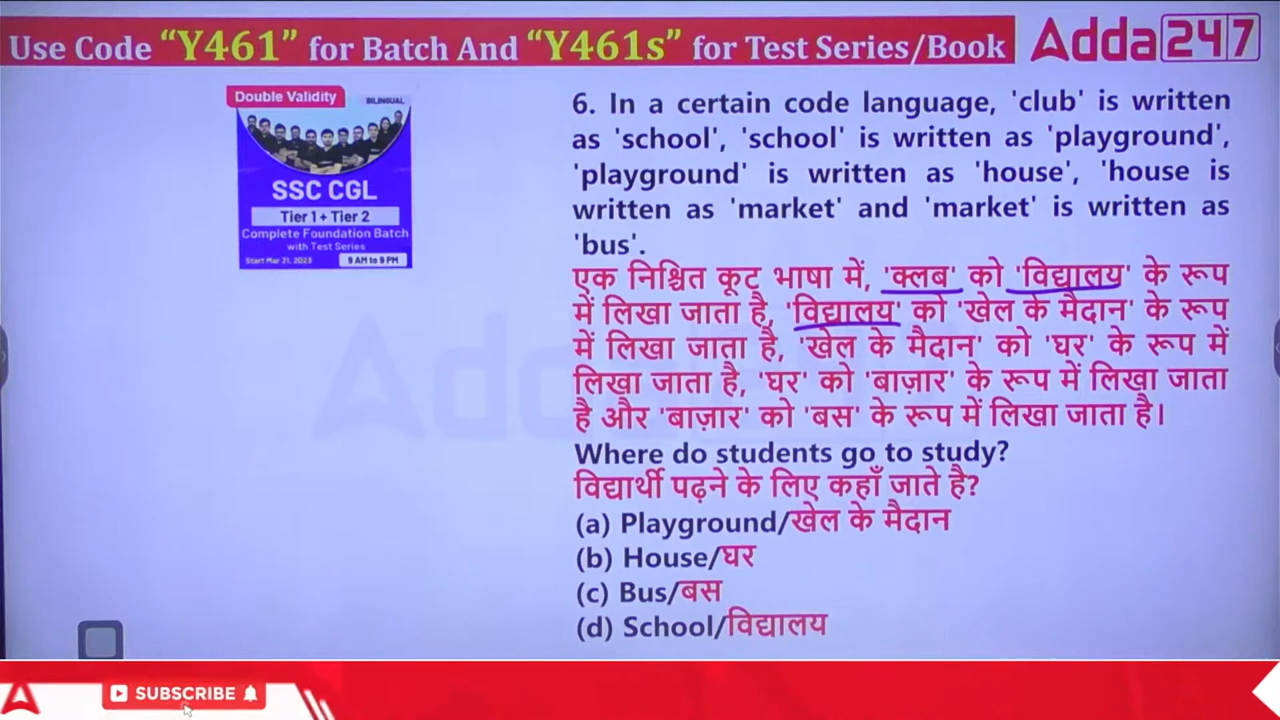 Use Code “Y461” for Batch And “Y461s” for Test Series/Book
Adda247
Double Validity
BILINGUAL
SSC CGL
Tier 1 + Tier 2
Complete Foundation Batch
with Test Series
Start Mar 21, 2023
9 AM to 9 PM
6. In a certain code language, 'club' is written
as 'school', 'school' is written as 'playground',
'playground' is written as 'house', 'house is
written as 'market' and 'market' is written as
'bus'.
एक निश्चित कूट भाषा में, 'क्लब' को 'विद्यालय' के रूप
में लिखा जाता है, 'विद्यालय' को 'खेल के मैदान' के रूप
में लिखा जाता है, 'खेल के मैदान' को 'घर' के रूप में
लिखा जाता है, 'घर' को 'बाज़ार' के रूप में लिखा जाता
है और 'बाज़ार' को 'बस' के रूप में लिखा जाता है।
Where do students go to study?
विद्यार्थी पढ़ने के लिए कहाँ जाते है?
(a) Playground/खेल के मैदान
(b) House/घर
(c) Bus/बस
(d) School/विद्यालय
SUBSCRIBE